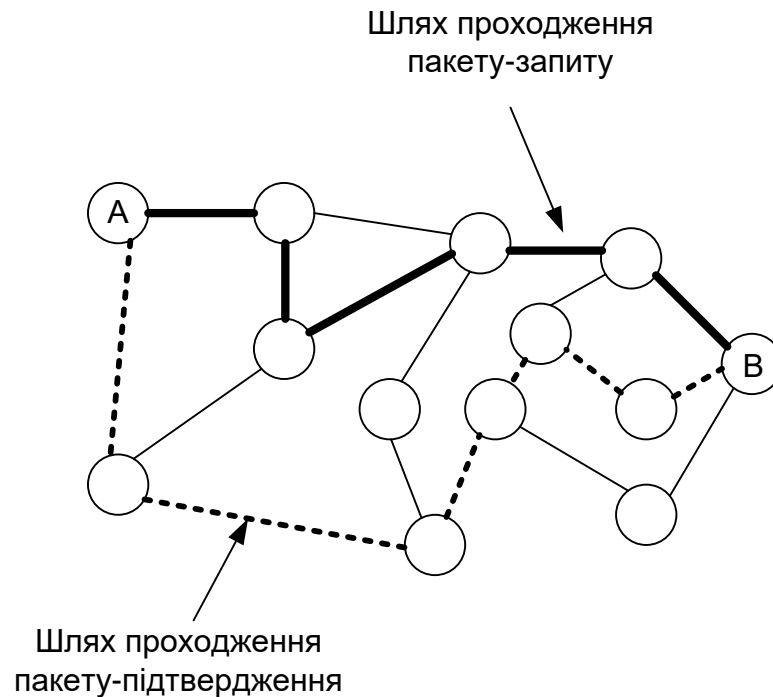 Шлях проходження
пакету-запиту
A
B
Шлях проходження
пакету-підтвердження